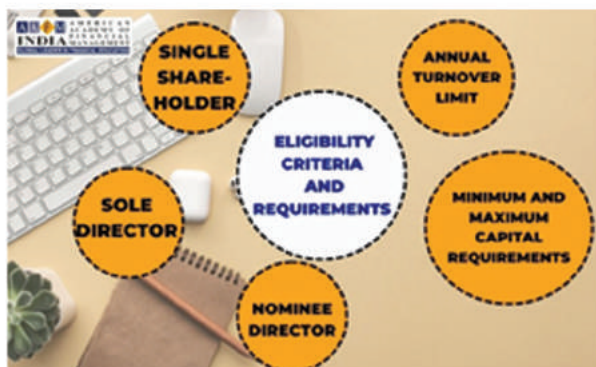 AAFM
INDIA
AMERICAN
ACADEMY OF
FINANCIAL
MANAGEMENT
SINGLE
SHARE-
HOLDER
ANNUAL
TURNOVER
LIMIT
ELIGIBILITY
CRITERIA
AND
REQUIREMENTS
SOLE
DIRECTOR
MINIMUM AND
MAXIMUM
CAPITAL
REQUIREMENTS
NOMINEE
DIRECTOR